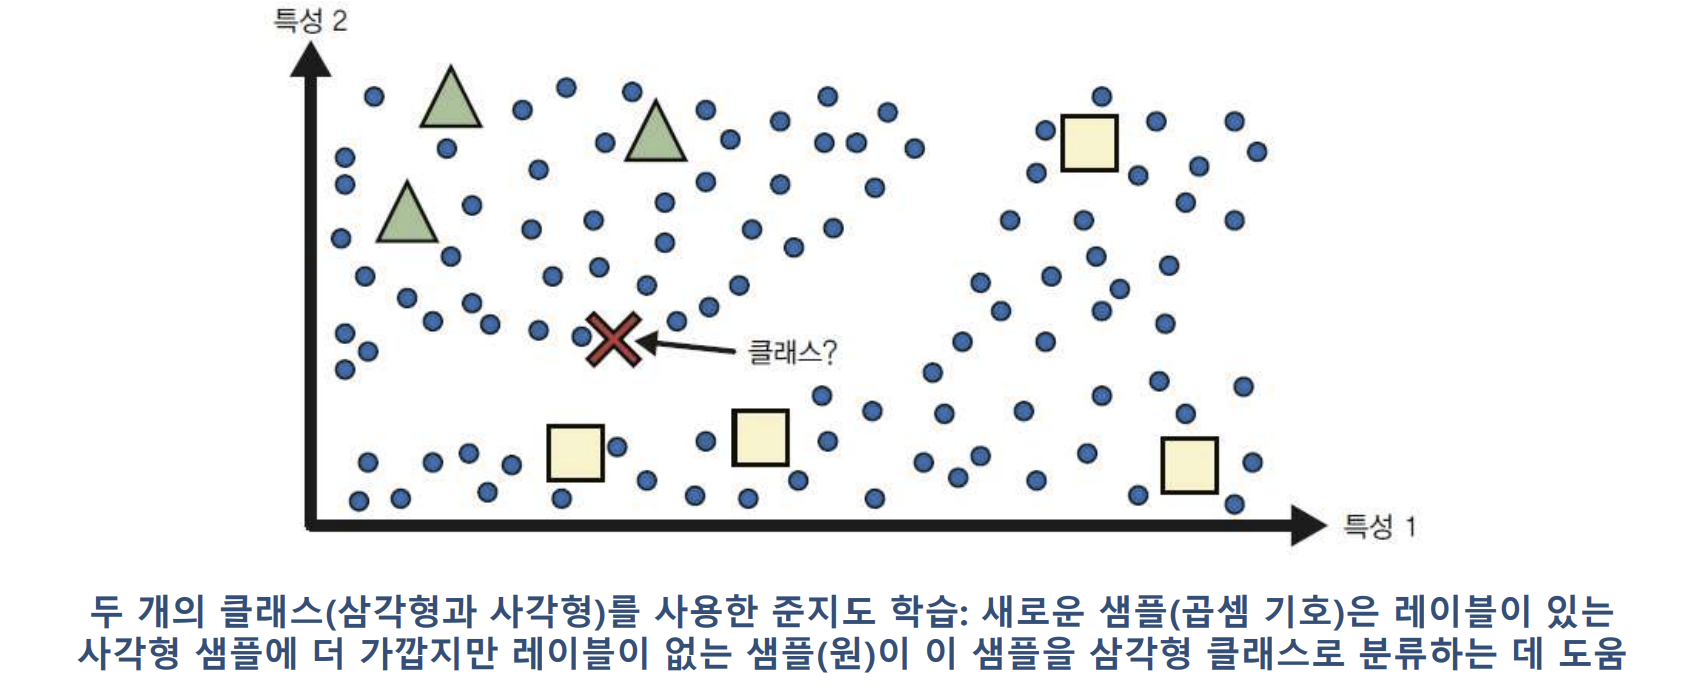 특성 2
클래스?
특성 1
두 개의 클래스(삼각형과 사각형)를 사용한 준지도 학습: 새로운 샘플(곱셈 기호)은 레이블이 있는
사각형 샘플에 더 가깝지만 레이블이 없는 샘플(원)이 이 샘플을 삼각형 클래스로 분류하는 데 도움